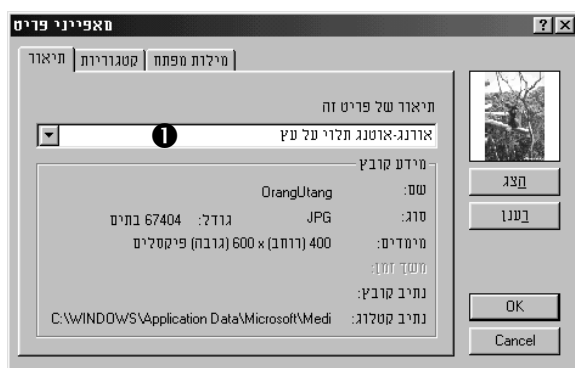 מאפייני פריט
תיאור
קטגוריות
מילות מפתח
תיאור של פריט זה
אורנג-אוטנג תלוי על עץ
1
מידע קובץ
שם: OrangUtang
סוג: JPG גודל: 67404 בתים
מימדים: 400 (רוחב) x 600 (גובה) פיקסלים
משך זמן:
נתיב קובץ:
נתיב קטלוג: C:\WINDOWS\Application Data\Microsoft\Medi
הצג
רענן
OK
Cancel